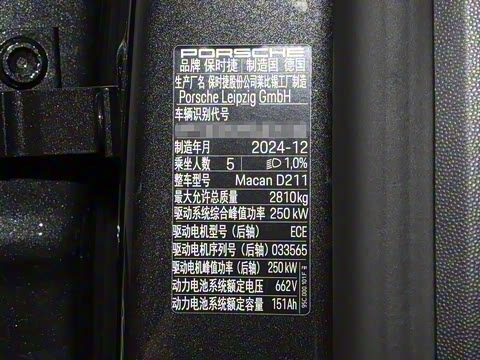 PORSCHE
品牌 保时捷 制造国 德国
生产厂名 保时捷股份公司莱比锡工厂制造
Porsche Leipzig GmbH
车辆识别代号
制造年月 2024-12
乘坐人数 5 1,0%
整车型号 Macan D211
最大允许总质量 2810kg
驱动系统综合峰值功率 250 kW
驱动电机型号（后轴） ECE
驱动电机序列号（后轴） 033565
驱动电机峰值功率（后轴） 250 kW
动力电池系统额定电压 662V
动力电池系统额定容量 151Ah